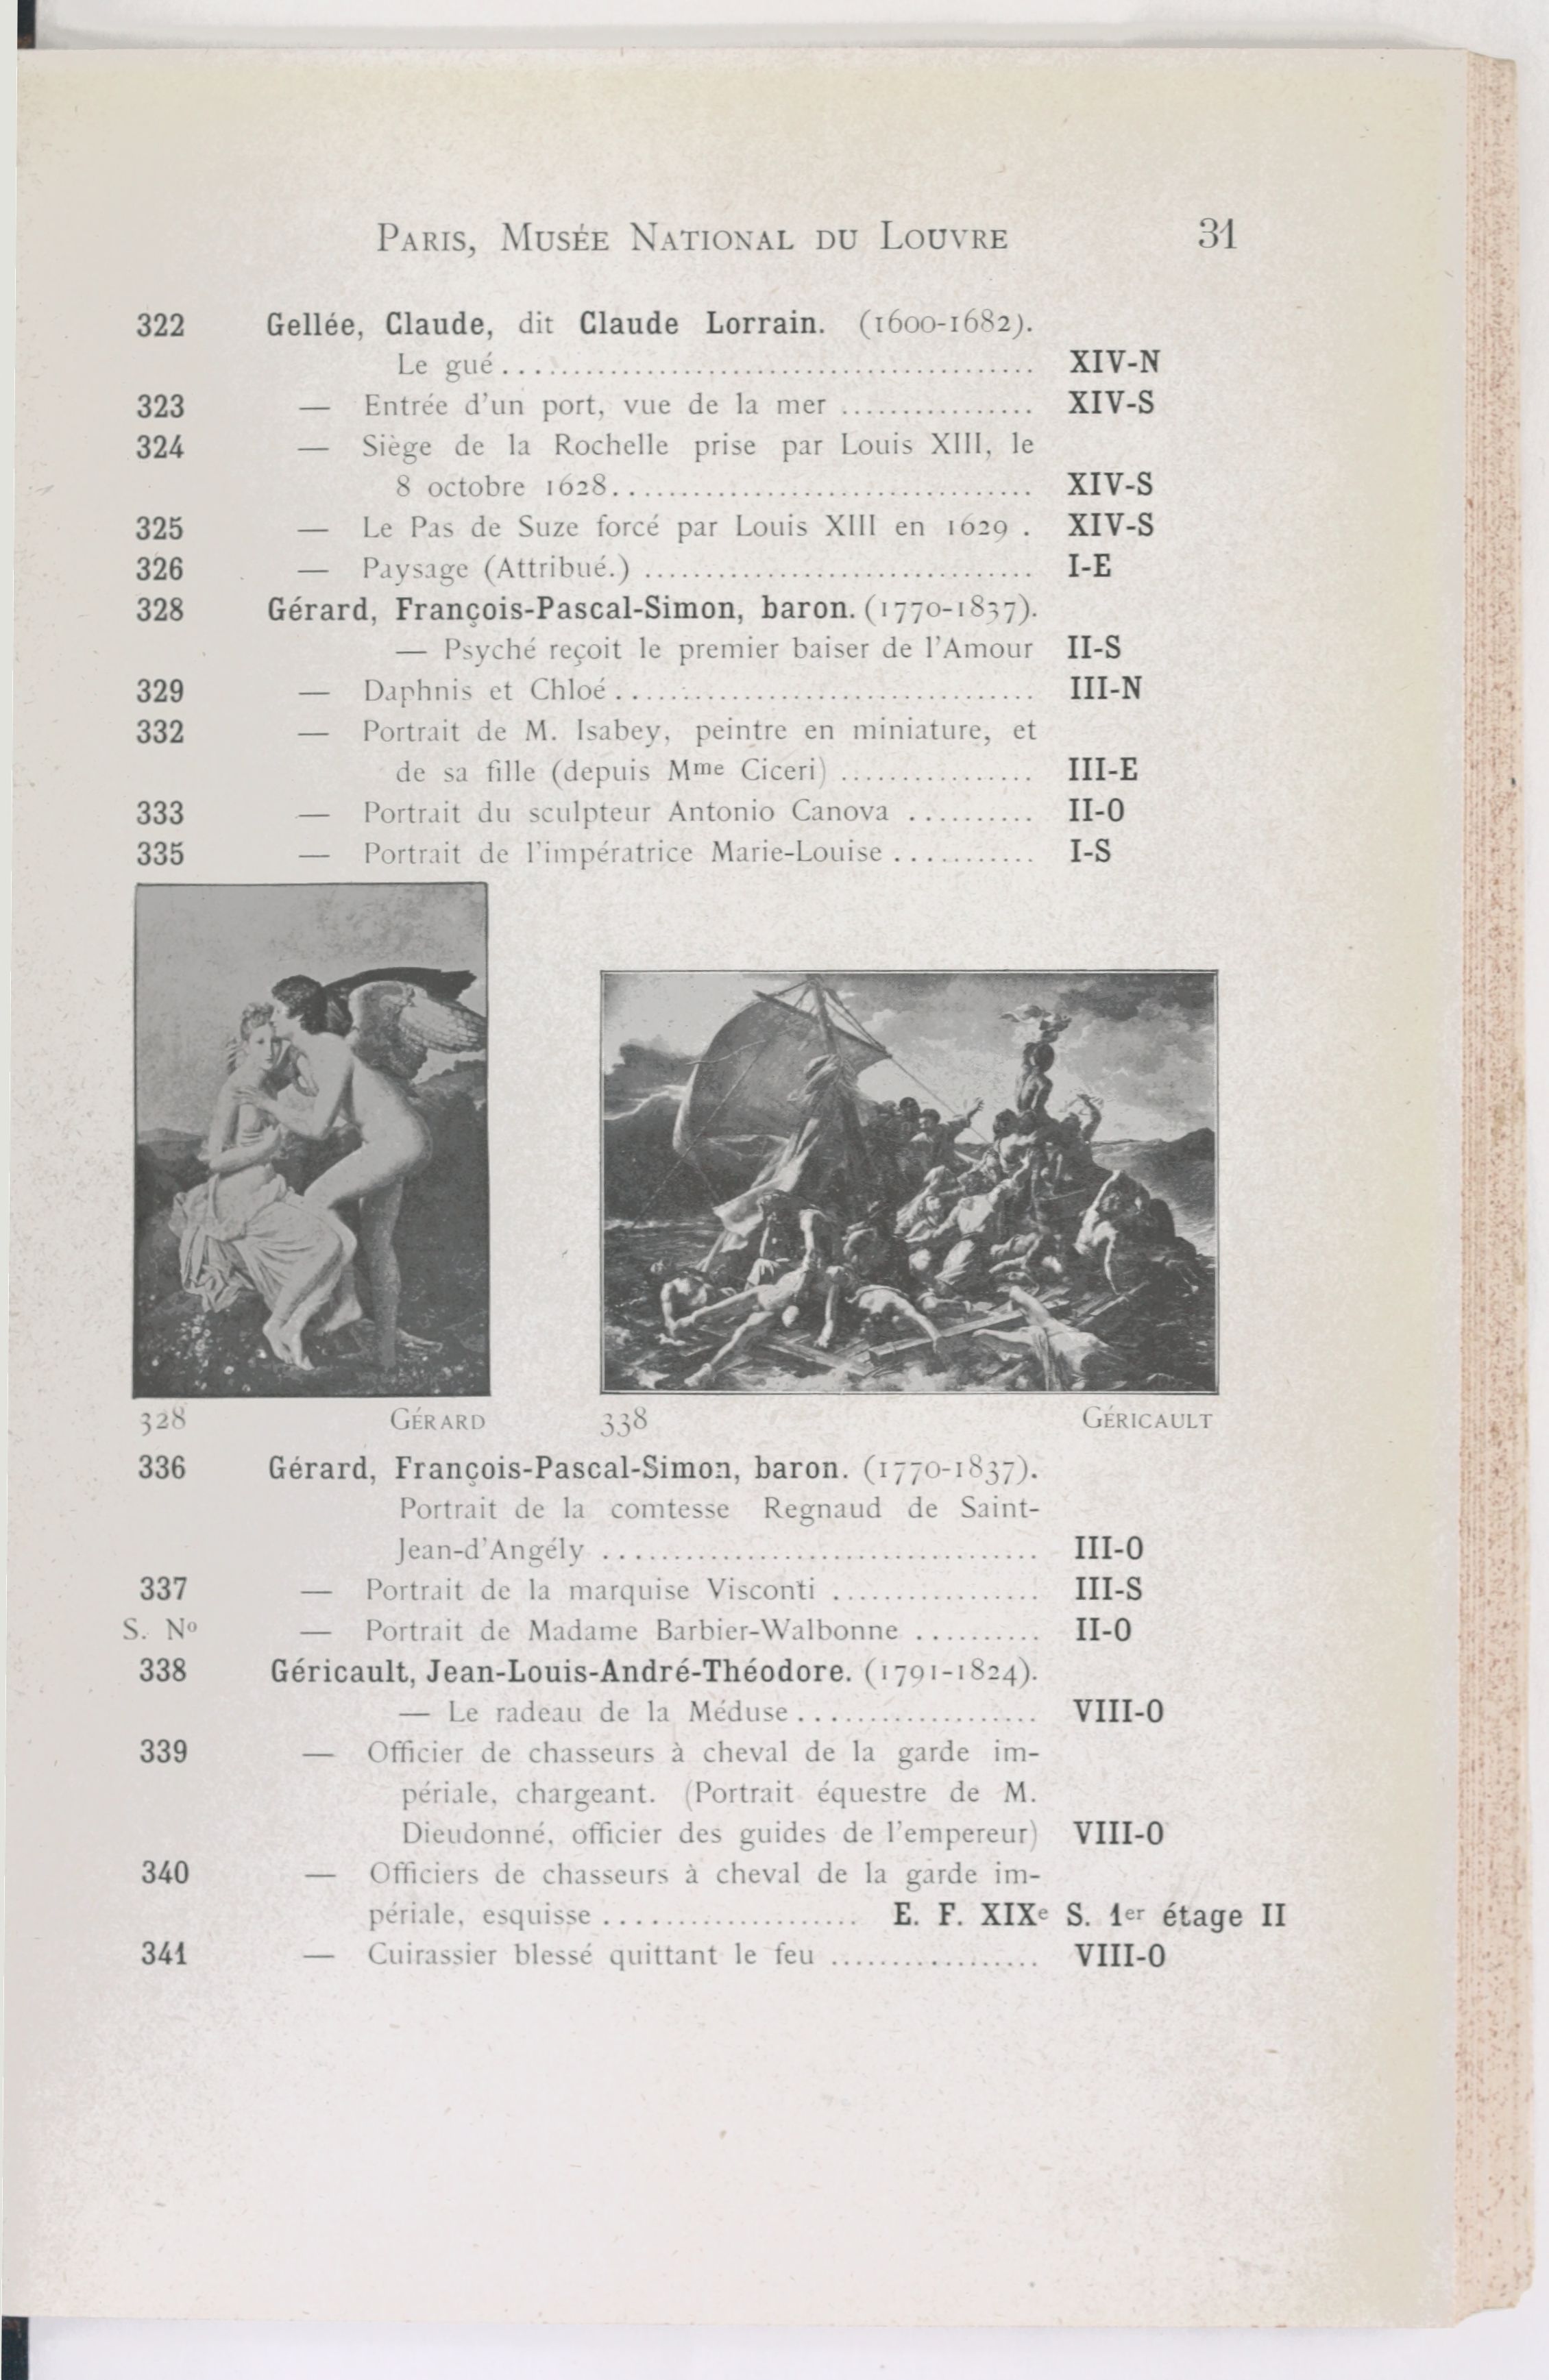 PARIS, MUSÉE NATIONAL DU LOUVRE 31
322 Gellée, Claude, dit Claude Lorrain. (1600-1682).
Le gué ........................................ XIV-N
323 — Entrée d'un port, vue de la mer ................ XIV-S
324 — Siège de la Rochelle prise par Louis XIII, le
8 octobre 1628................................... XIV-S
325 — Le Pas de Suze forcé par Louis XIII en 1629 . XIV-S
326 — Paysage (Attribué.) ................................ I-E
328 Gérard, François-Pascal-Simon, baron. (1770-1837).
— Psyché reçoit le premier baiser de l'Amour II-S
329 — Daphnis et Chloé ................................... III-N
332 — Portrait de M. Isabey, peintre en miniature, et
de sa fille (depuis Mme Ciceri) ................ III-E
333 — Portrait du sculpteur Antonio Canova .......... II-O
335 — Portrait de l'impératrice Marie-Louise ............ I-S
328 GÉRARD
338 GÉRICAULT
336 Gérard, François-Pascal-Simon, baron. (1770-1837).
Portrait de la comtesse Regnaud de Saint-
Jean-d'Angély .................................... III-O
337 — Portrait de la marquise Visconti ................. III-S
S. No — Portrait de Madame Barbier-Walbonne .......... II-O
338 Géricault, Jean-Louis-André-Théodore. (1791-1824).
— Le radeau de la Méduse .................... VIII-O
339 — Officier de chasseurs à cheval de la garde im-
périale, chargeant. (Portrait équestre de M.
Dieudonné, officier des guides de l'empereur) VIII-O
340 — Officiers de chasseurs à cheval de la garde im-
périale, esquisse ..................... E. F. XIXe S. 1er étage II
341 — Cuirassier blessé quittant le feu ................. VIII-O